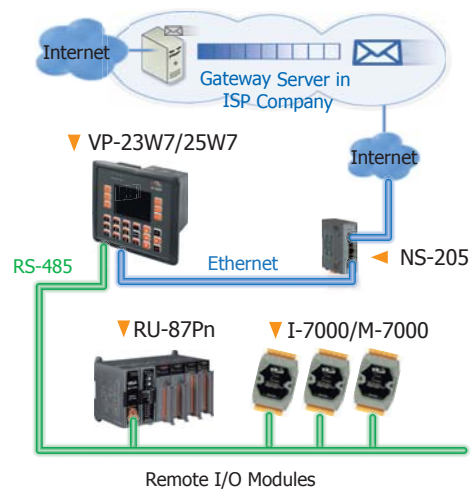 Internet
Gateway Server in
ISP Company
▼ VP-23W7/25W7
Internet
RS-485
Ethernet
◄ NS-205
▼ RU-87Pn
▼ I-7000/M-7000
Remote I/O Modules